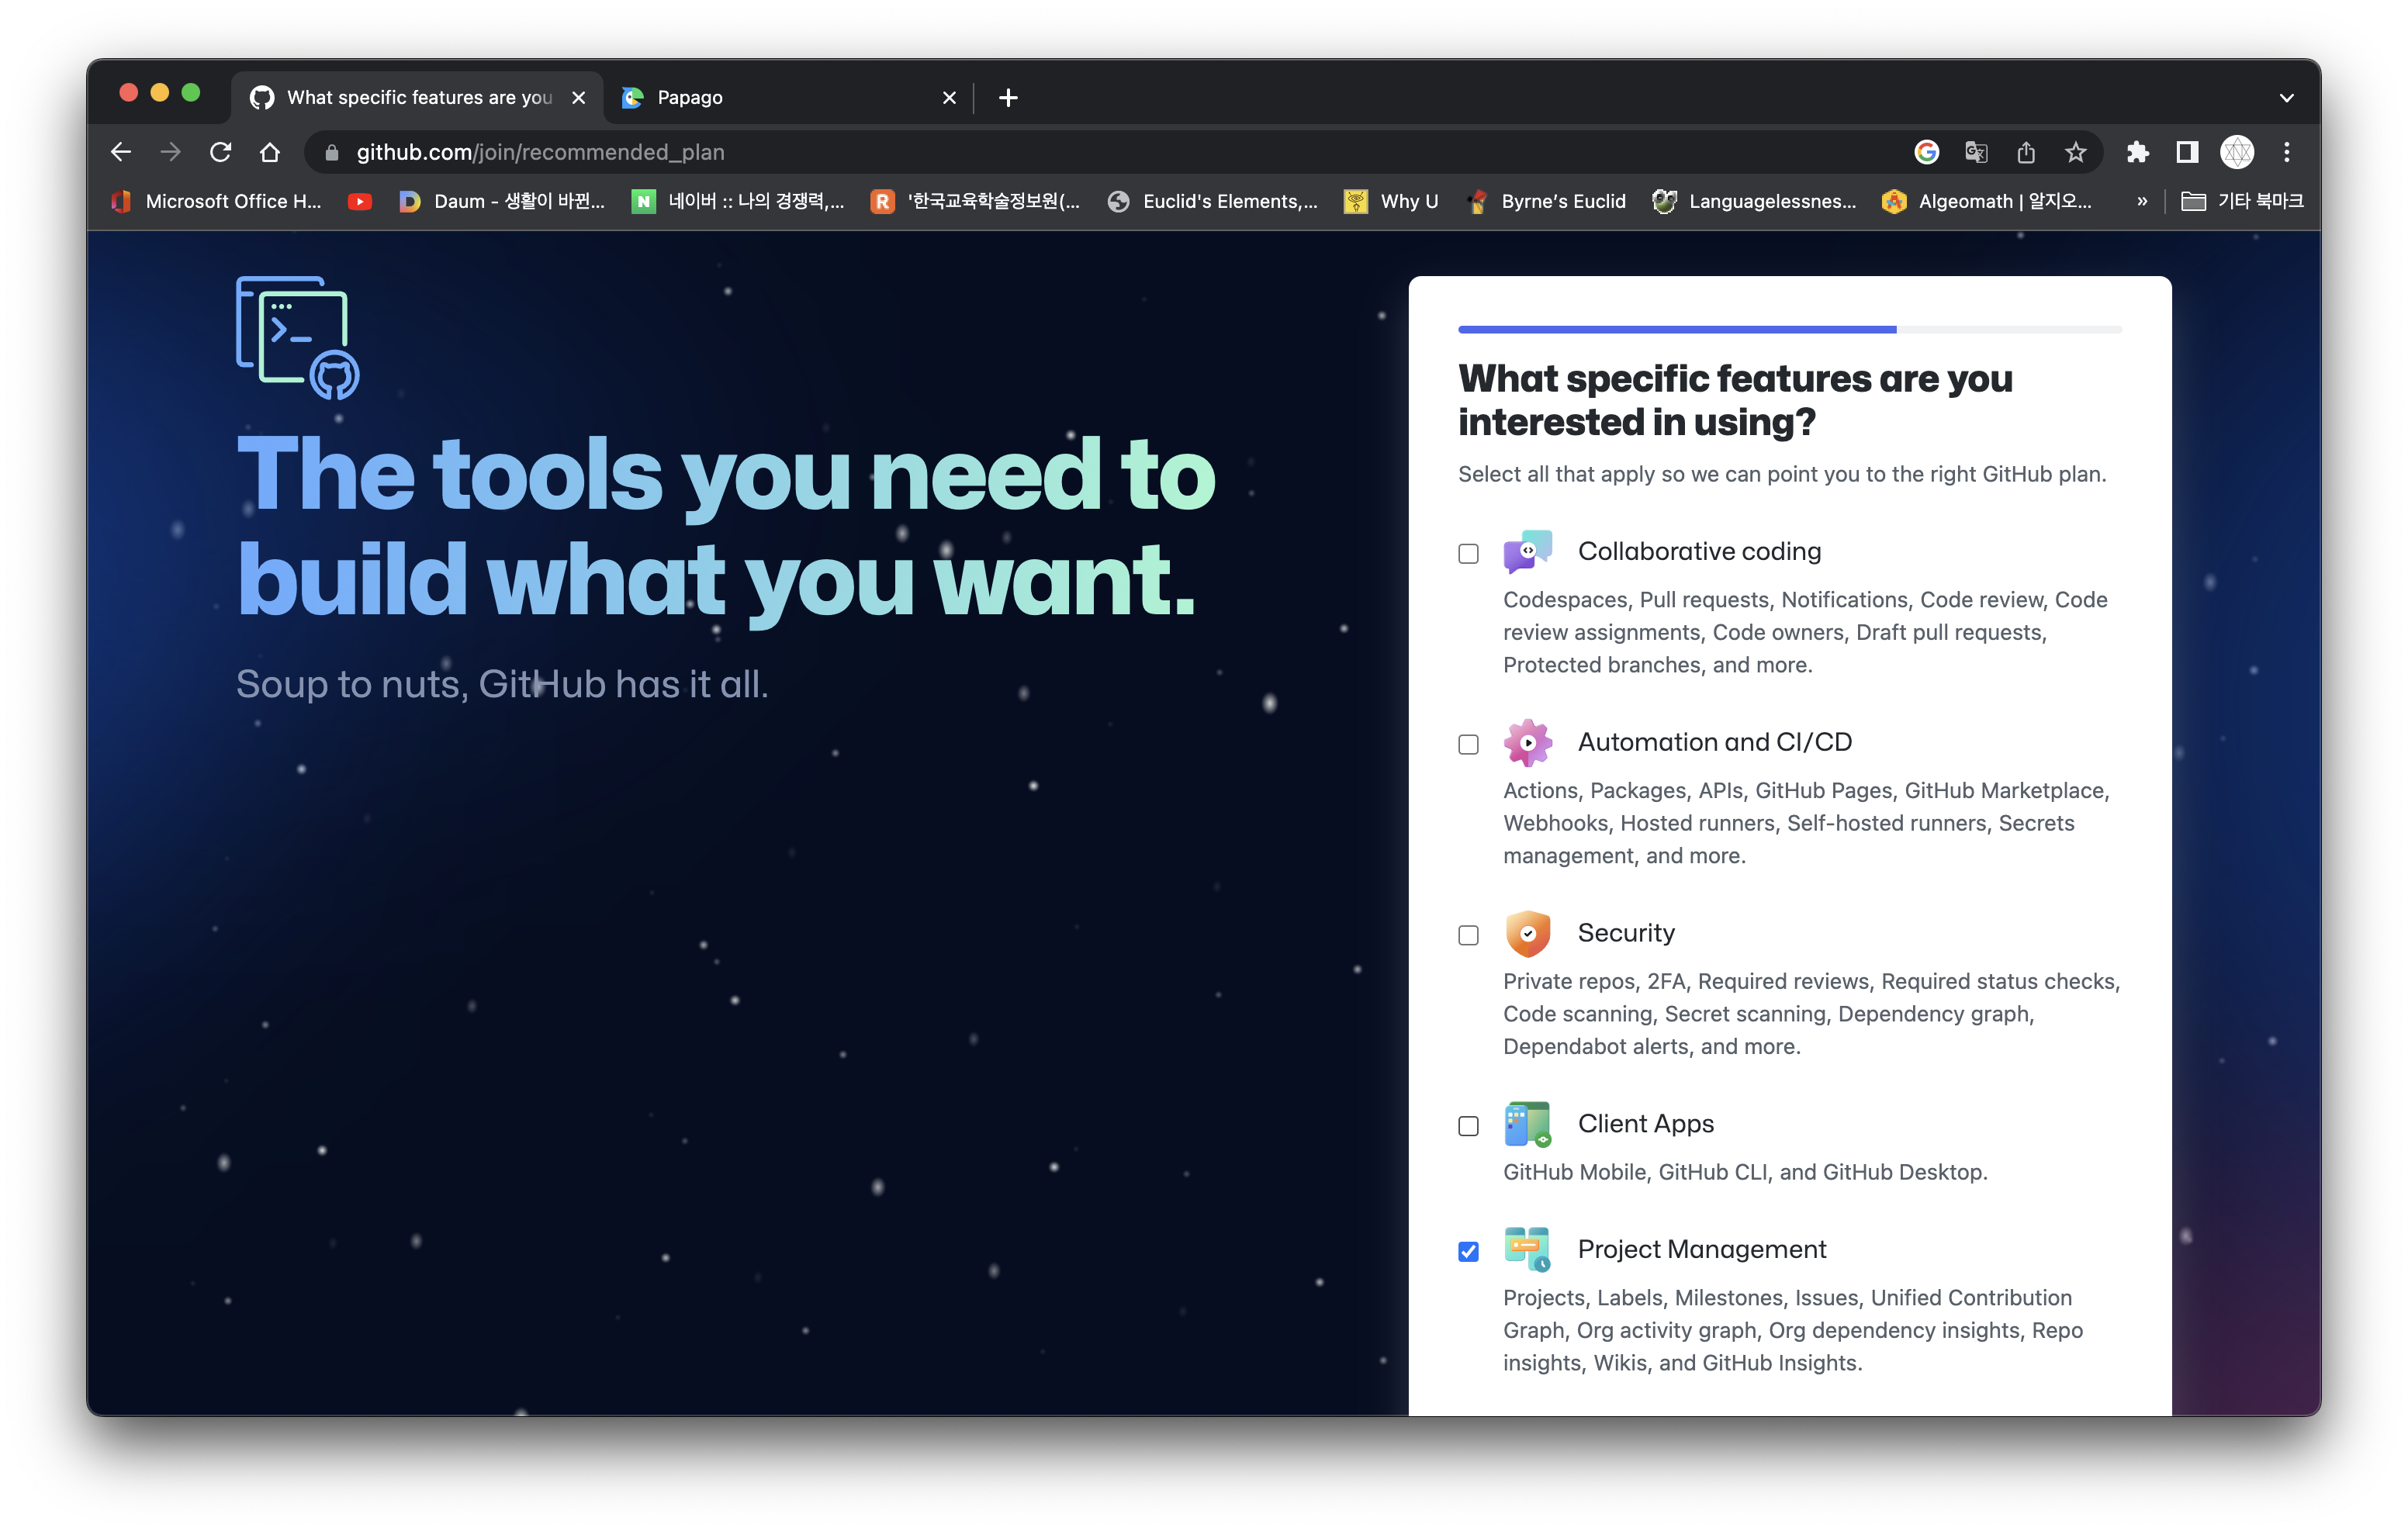 What specific features are you
Papago
github.com/join/recommended_plan
Microsoft Office H...
Daum - 생활이 바뀐...
네이버 :: 나의 경쟁력,...
'한국교육학술정보원(...
Euclid's Elements,...
Why U
Byrne's Euclid
Languagelessnes...
Algeomath | 알지오...
»
기타 북마크
The tools you need to
build what you want.
Soup to nuts, GitHub has it all.
What specific features are you
interested in using?
Select all that apply so we can point you to the right GitHub plan.
Collaborative coding
Codespaces, Pull requests, Notifications, Code review, Code
review assignments, Code owners, Draft pull requests,
Protected branches, and more.
Automation and CI/CD
Actions, Packages, APIs, GitHub Pages, GitHub Marketplace,
Webhooks, Hosted runners, Self-hosted runners, Secrets
management, and more.
Security
Private repos, 2FA, Required reviews, Required status checks,
Code scanning, Secret scanning, Dependency graph,
Dependabot alerts, and more.
Client Apps
GitHub Mobile, GitHub CLI, and GitHub Desktop.
Project Management
Projects, Labels, Milestones, Issues, Unified Contribution
Graph, Org activity graph, Org dependency insights, Repo
insights, Wikis, and GitHub Insights.